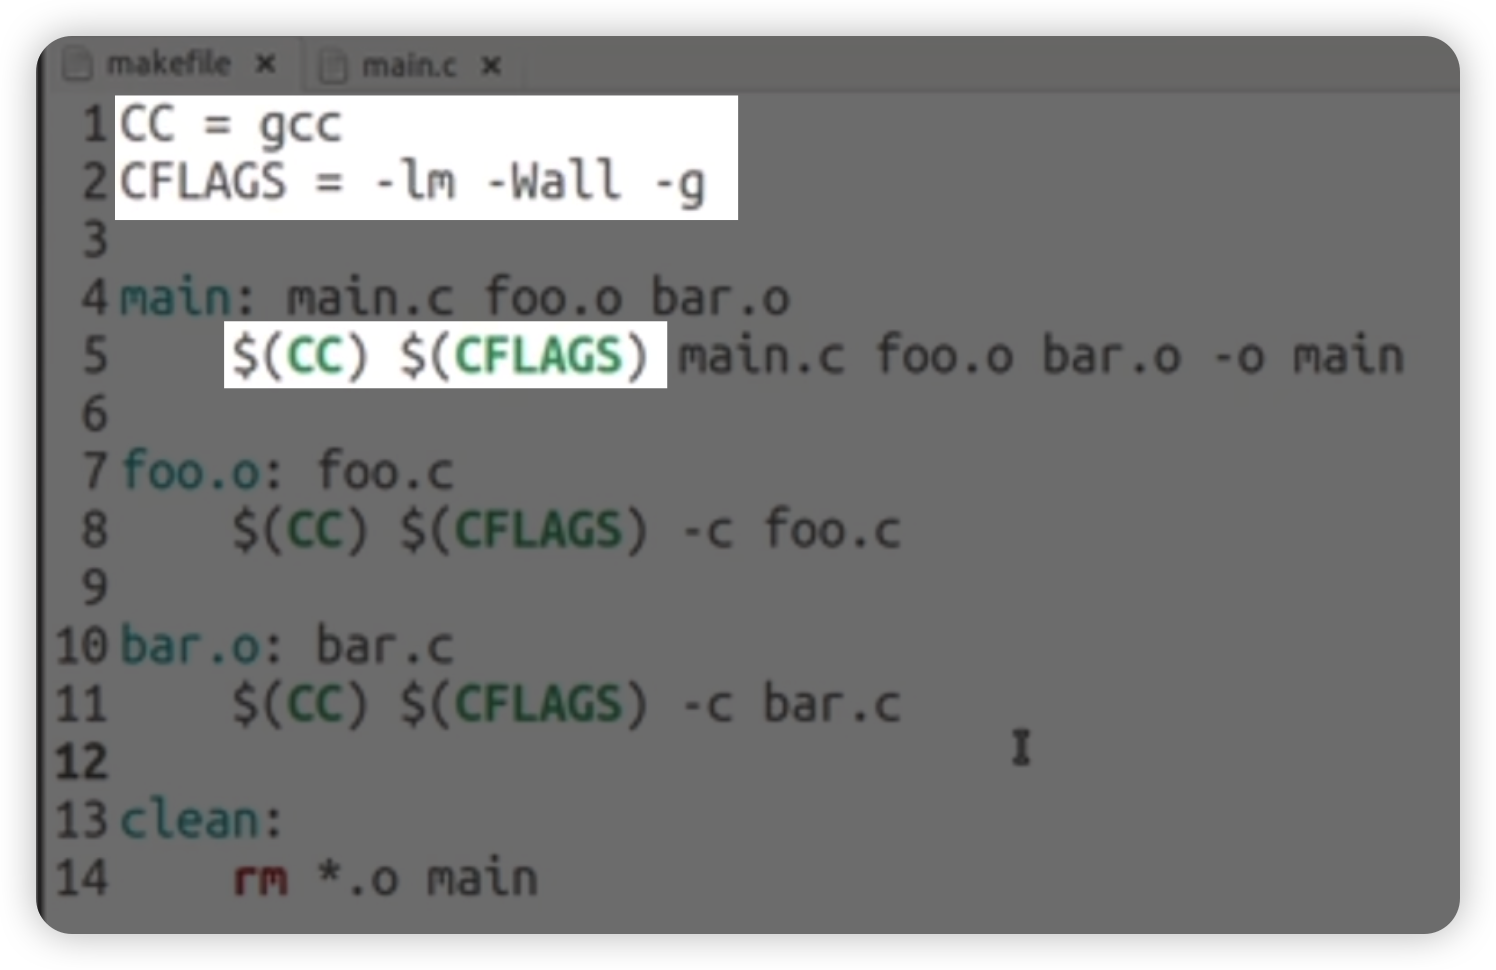 makefile × main.c ×
1 CC = gcc
2 CFLAGS = -lm -Wall -g
3
4 main: main.c foo.o bar.o
5 $(CC) $(CFLAGS) main.c foo.o bar.o -o main
6
7 foo.o: foo.c
8 $(CC) $(CFLAGS) -c foo.c
9
10 bar.o: bar.c
11 $(CC) $(CFLAGS) -c bar.c
12
13 clean:
14 rm *.o main